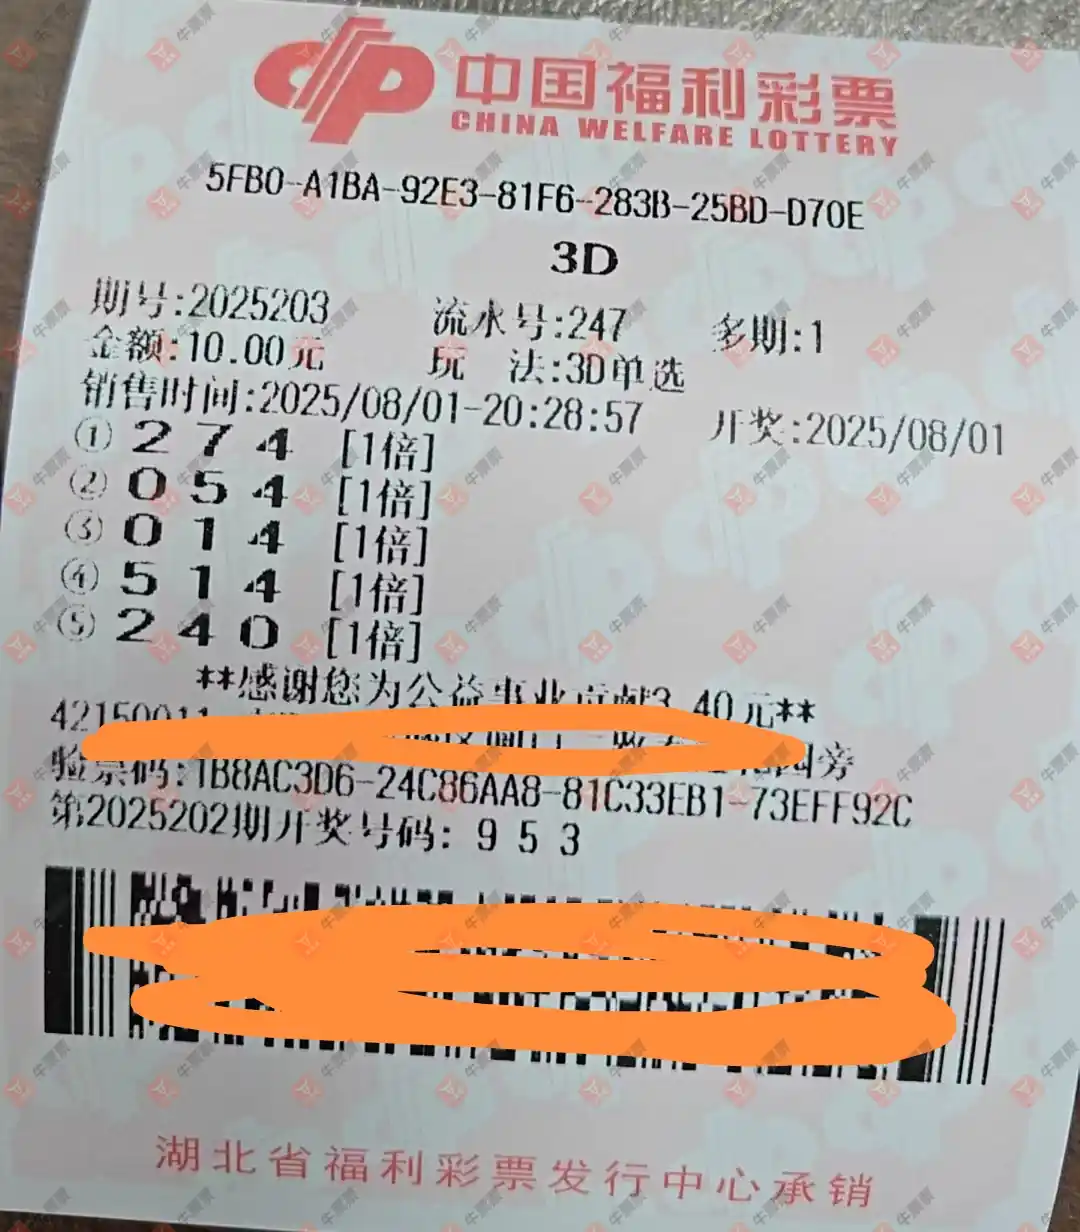 中国福利彩票
CHINA WELFARE LOTTERY
5FB0-A1BA-92E3-81F6-283B-25BD-D70E
3D
期号:2025203 流水号:247 多期:1
金额:10.00元 玩 法:3D单选
销售时间:2025/08/01-20:28:57 开奖:2025/08/01
① 2 7 4 [1倍]
② 0 5 4 [1倍]
③ 0 1 4 [1倍]
④ 5 1 4 [1倍]
⑤ 2 4 0 [1倍]
**感谢您为公益事业贡献3.40元**
42150011
旁
验票码:1B8AC3D6-24C86AA8-81C33EB1-73EFF92C
第2025202期开奖号码: 9 5 3
湖北省福利彩票发行中心承销
牛票票